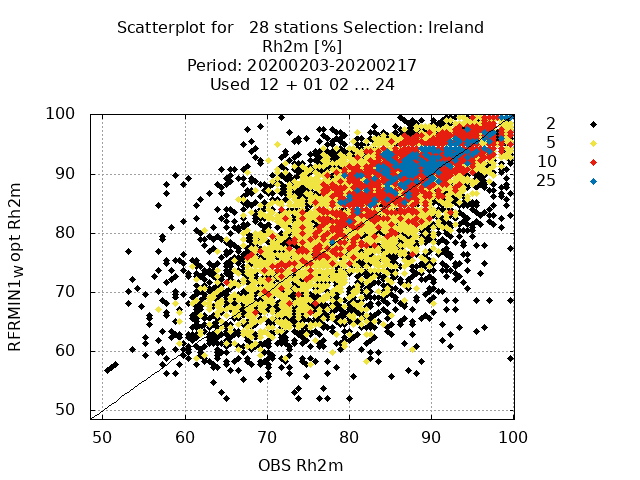 Scatterplot for 28 stations Selection: Ireland
Rh2m [%]
Period: 20200203-20200217
Used 12 + 01 02 ... 24
RFRMIN1w opt Rh2m
100
90
80
70
60
50
50 60 70 80 90 100
OBS Rh2m
2
5
10
25